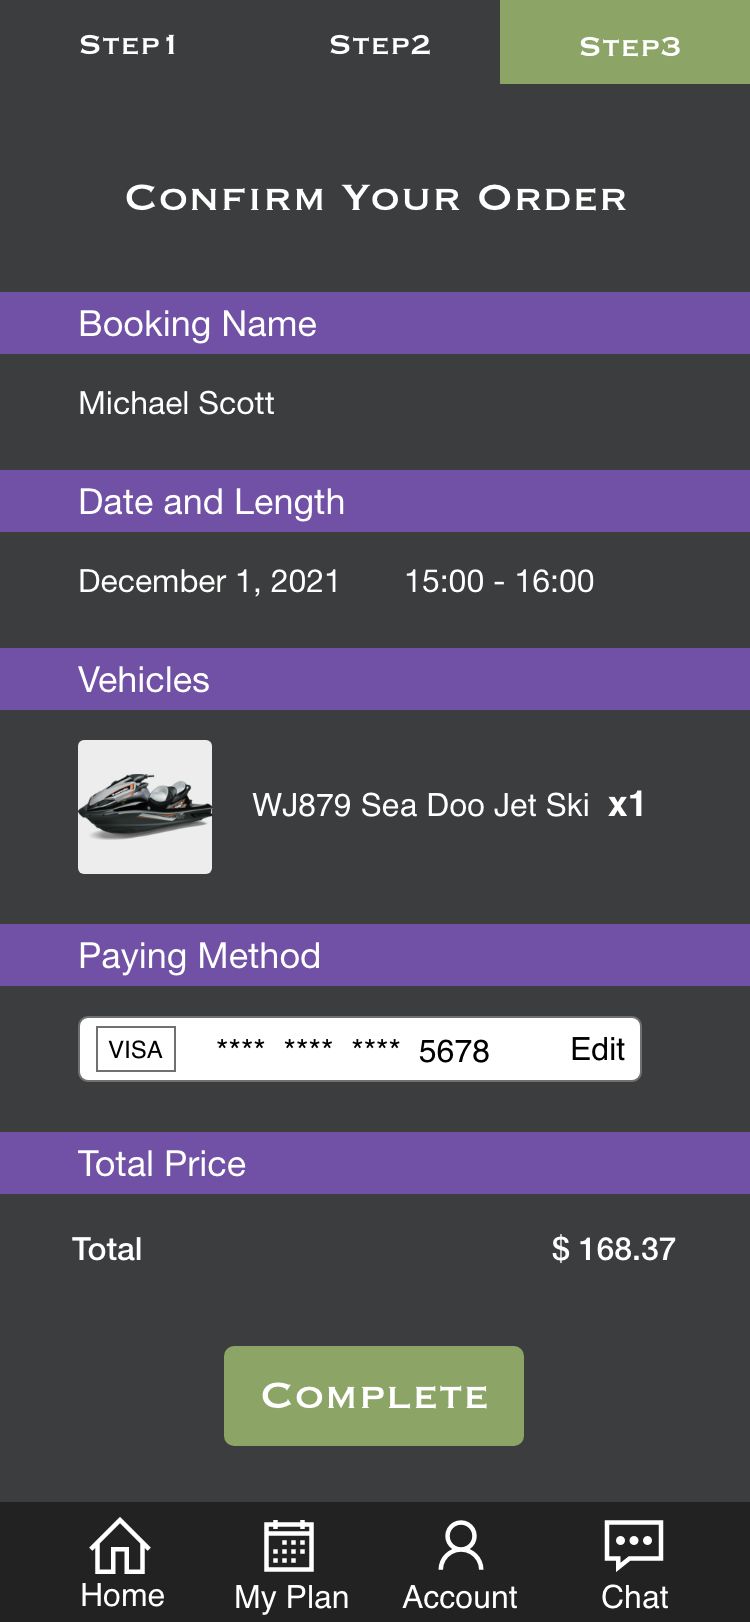 STEP1 STEP2 STEP3
CONFIRM YOUR ORDER
Booking Name
Michael Scott
Date and Length
December 1, 2021 15:00 - 16:00
Vehicles
WJ879 Sea Doo Jet Ski x1
Paying Method
VISA **** **** **** 5678 Edit
Total Price
Total $ 168.37
COMPLETE
Home My Plan Account Chat